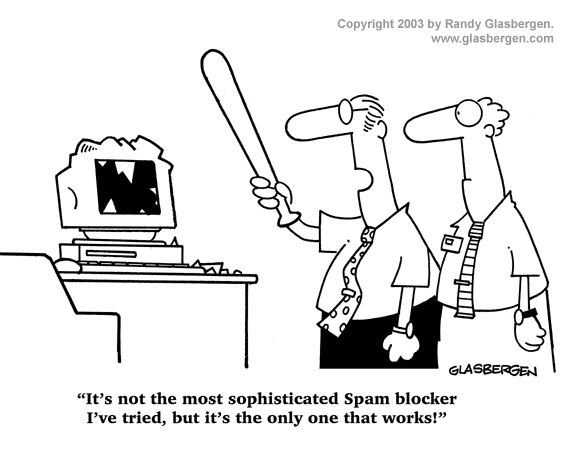 Copyright 2003 by Randy Glasbergen.
www.glasbergen.com
GLASBERGEN
“It’s not the most sophisticated Spam blocker
I’ve tried, but it’s the only one that works!”